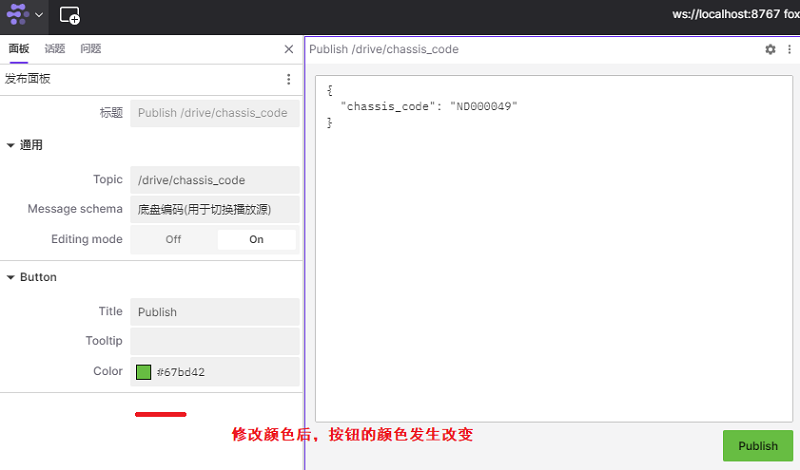 ws://localhost:8767 fox
面板 话题 问题
发布面板
标题 Publish /drive/chassis_code
通用
Topic /drive/chassis_code
Message schema 底盘编码(用于切换播放源)
Editing mode Off On
Button
Title Publish
Tooltip
Color #67bd42
Publish /drive/chassis_code
{
"chassis_code": "ND000049"
}
修改颜色后，按钮的颜色发生改变
Publish